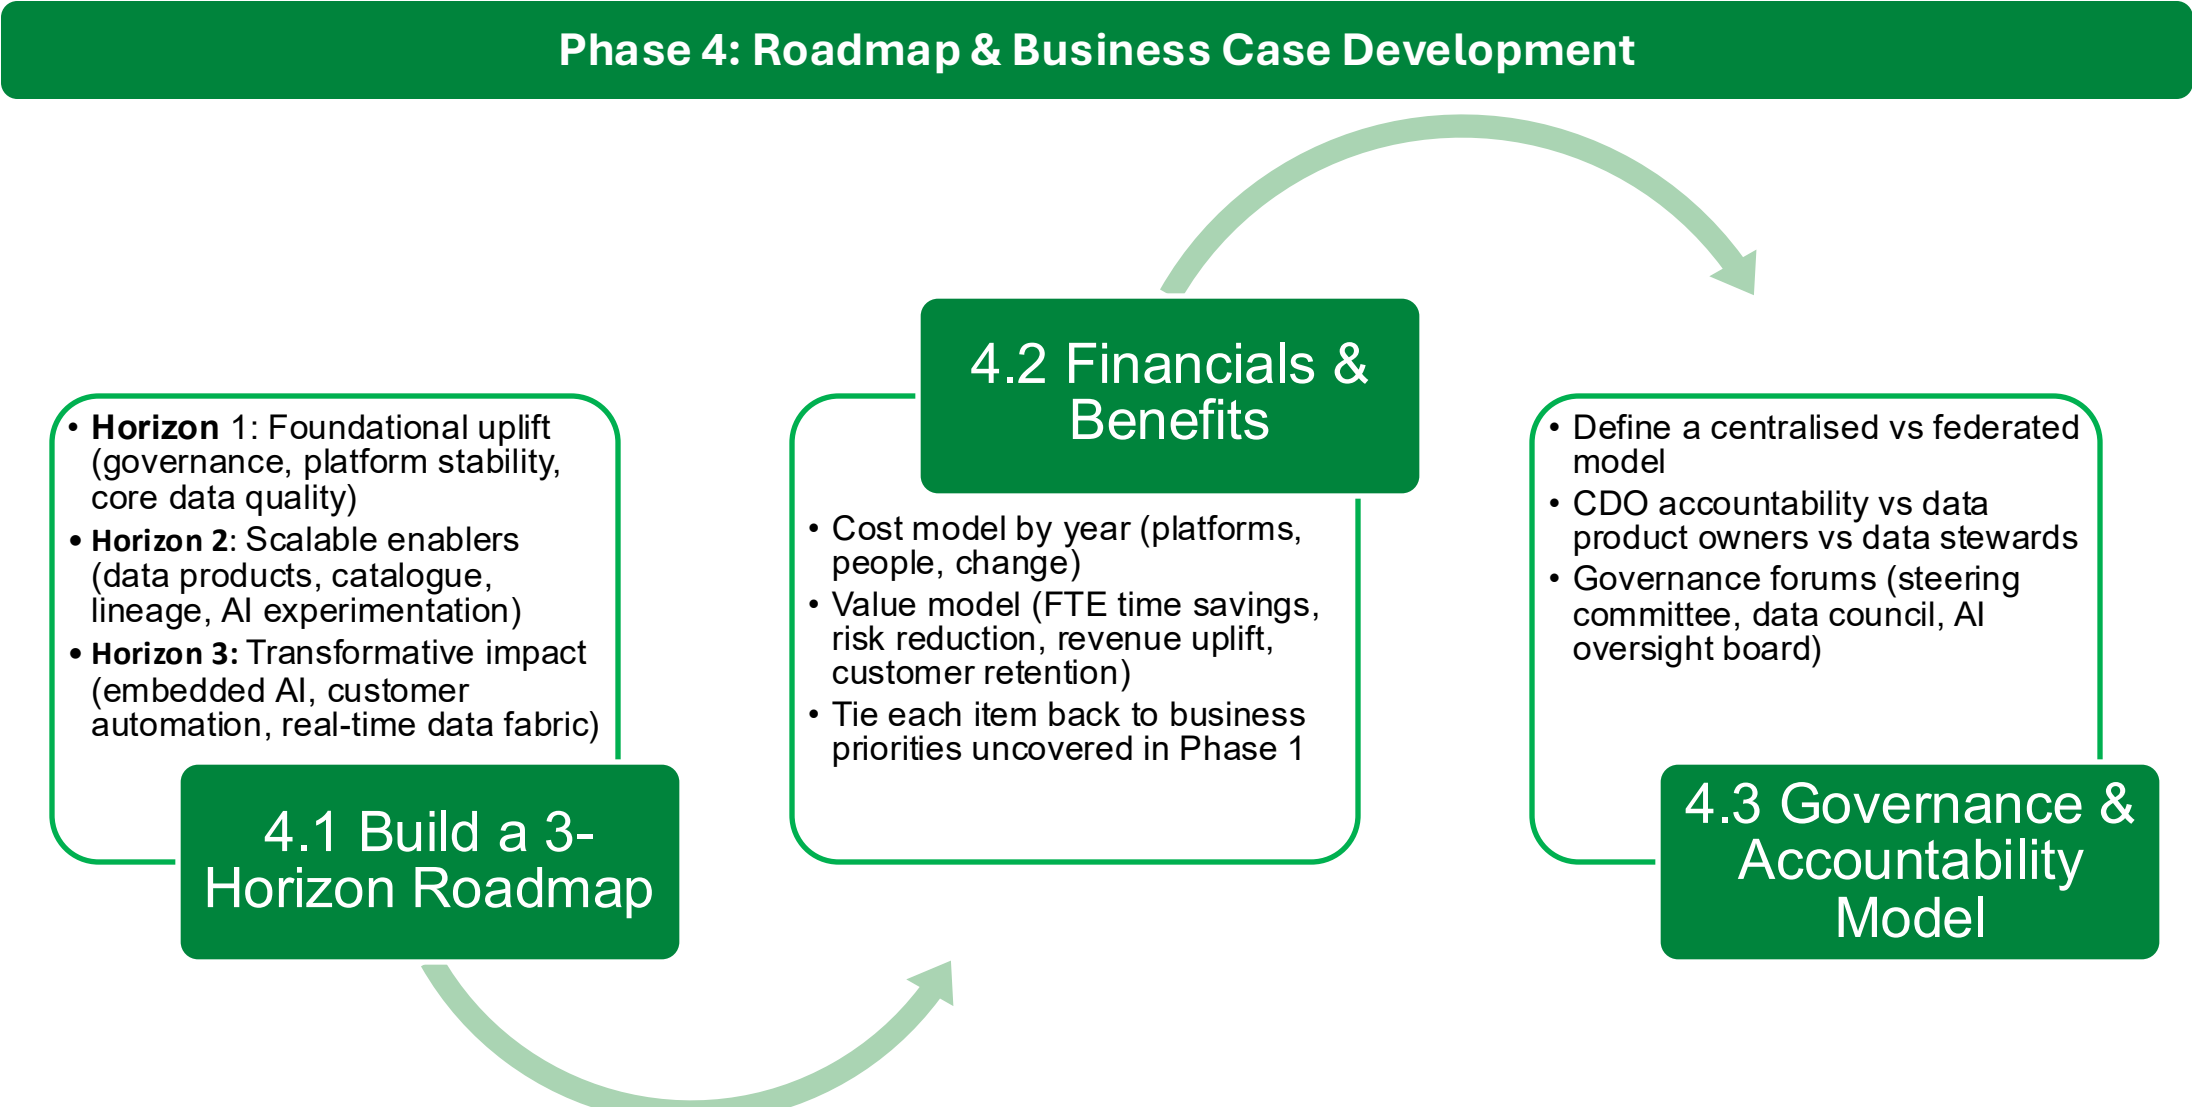 Phase 4: Roadmap & Business Case Development
• Horizon 1: Foundational uplift
(governance, platform stability,
core data quality)
• Horizon 2: Scalable enablers
(data products, catalogue,
lineage, AI experimentation)
• Horizon 3: Transformative impact
(embedded AI, customer
automation, real-time data fabric)
4.1 Build a 3-
Horizon Roadmap
4.2 Financials &
Benefits
• Cost model by year (platforms,
people, change)
• Value model (FTE time savings,
risk reduction, revenue uplift,
customer retention)
• Tie each item back to business
priorities uncovered in Phase 1
• Define a centralised vs federated
model
• CDO accountability vs data
product owners vs data stewards
• Governance forums (steering
committee, data council, AI
oversight board)
4.3 Governance &
Accountability
Model